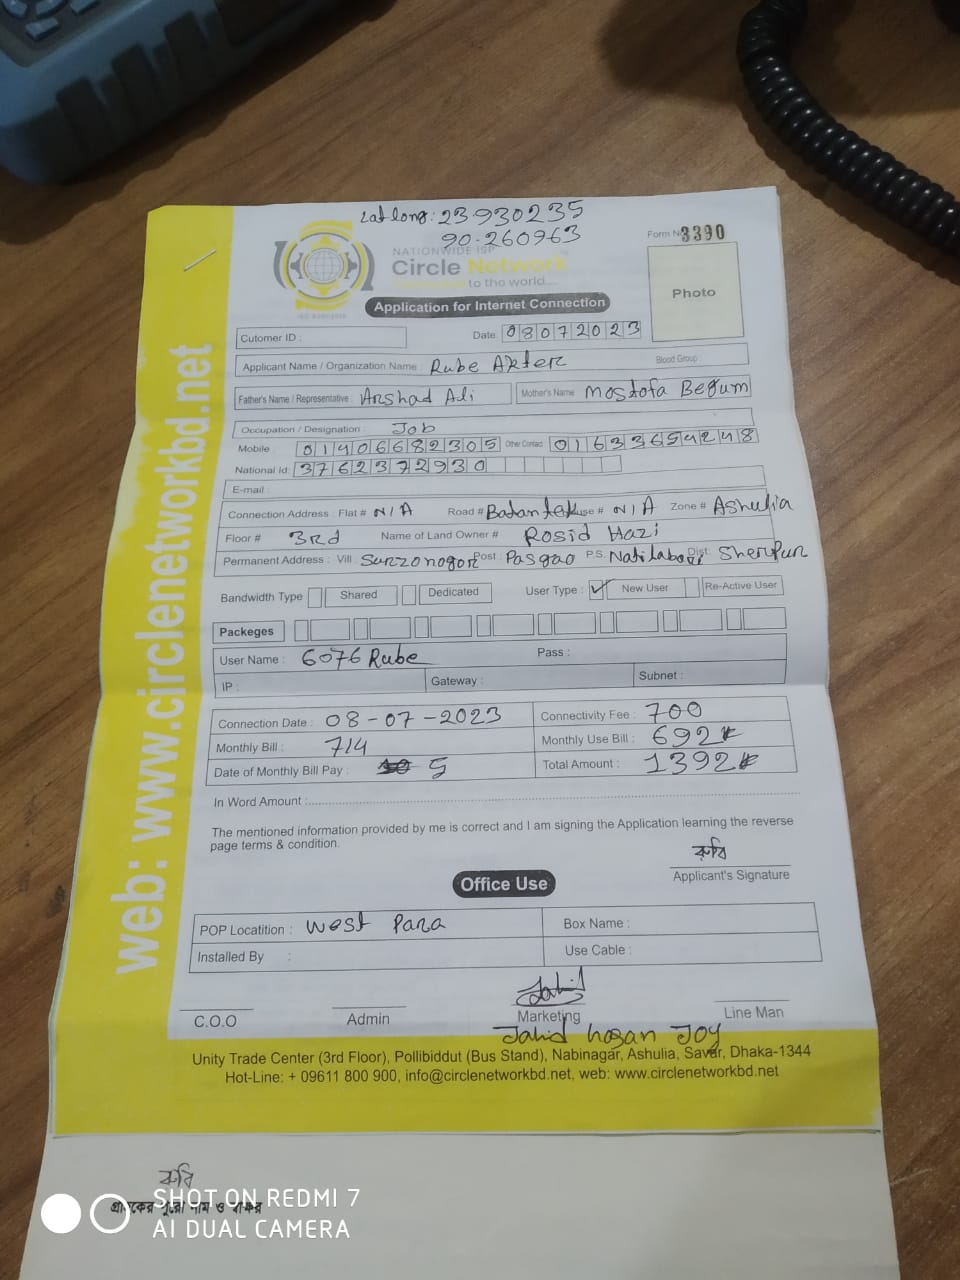 Lat long: 23.930235
90.260963
Form No 3390
NATIONWIDE ISP
Circle Network
to the world...
Photo
Application for Internet Connection
Cutomer ID :
Date: 08072023
Applicant Name / Organization Name : Rube Akter
Blood Group :
Father's Name / Representative : Arshad Ali
Mother's Name Mostofa Begum
Occupation / Designation : Job
Mobile : 01406682305 Other Contact 01633654248
National Id: 3762372930
E-mail :
Connection Address : Flat # N/A Road # Batantek use # N/A Zone # Ashulia
Floor # 3rd Name of Land Owner # Rosid Hazi
Permanent Address : Vill Surzonogor Post : Pasgao P.S. Nalilabari Dist: Sherpur
Bandwidth Type Shared Dedicated User Type : ✓ New User Re-Active User
Packeges
User Name : 6076 Rube Pass :
IP : Gateway : Subnet :
Connection Date : 08-07-2023 Connectivity Fee : 700
Monthly Bill : 714 Monthly Use Bill : 692
Date of Monthly Bill Pay : 5 Total Amount : 1392
In Word Amount :
The mentioned information provided by me is correct and I am signing the Application learning the reverse
page terms & condition.
রুবি
Applicant's Signature
Office Use
POP Locatition : West Para Box Name :
Installed By : Use Cable :
C.O.O Admin Marketing Line Man
Jahid hasan Joy
Unity Trade Center (3rd Floor), Pollibiddut (Bus Stand), Nabinagar, Ashulia, Savar, Dhaka-1344
Hot-Line: + 09611 800 900, info@circlenetworkbd.net, web: www.circlenetworkbd.net
web: www.circlenetworkbd.net
রুবি
গ্রাহকের পুরো নাম ও স্বাক্ষর
SHOT ON REDMI 7
AI DUAL CAMERA